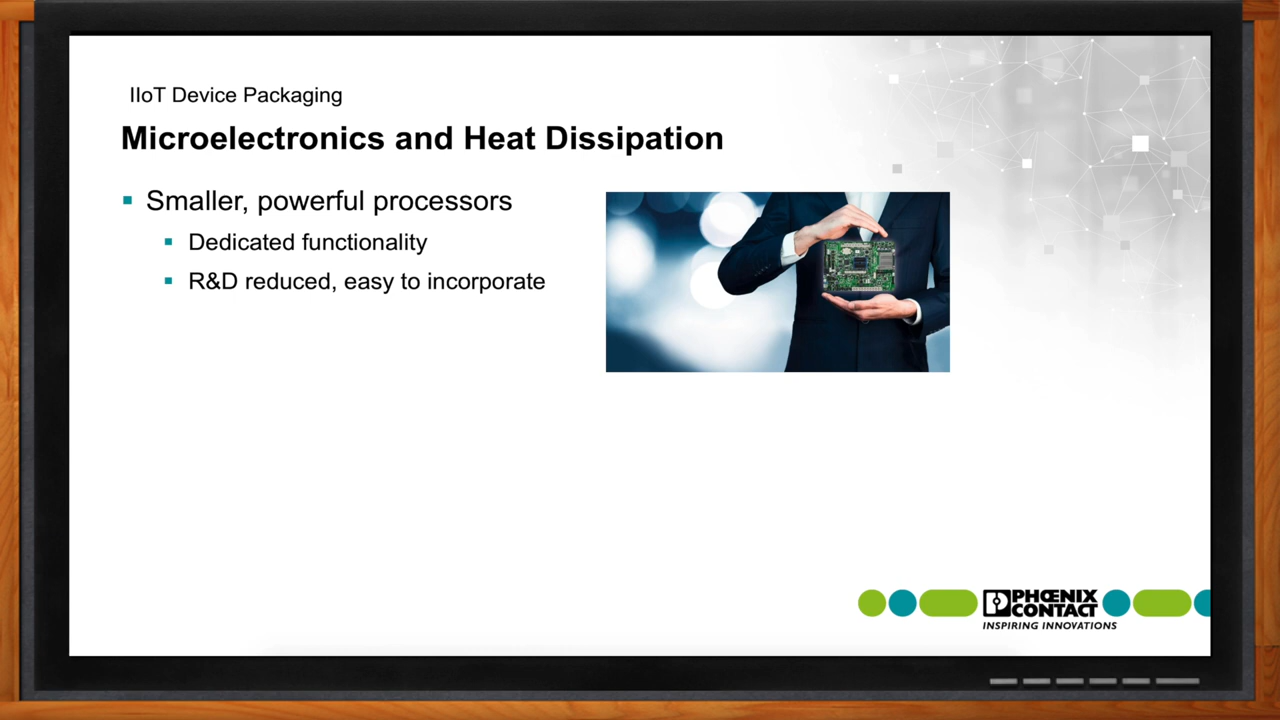 IIoT Device Packaging
Microelectronics and Heat Dissipation
Smaller, powerful processors
Dedicated functionality
R&D reduced, easy to incorporate
PHŒNIX
CONTACT
INSPIRING INNOVATIONS